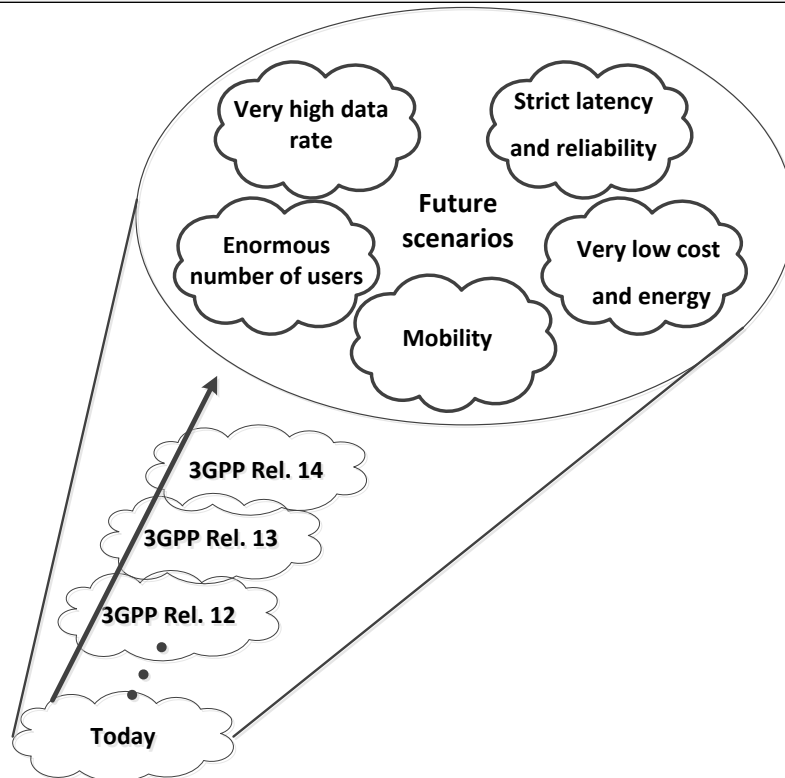 Very high data
rate
Strict latency
and reliability
Future
scenarios
Enormous
number of users
Very low cost
and energy
Mobility
3GPP Rel. 14
3GPP Rel. 13
3GPP Rel. 12
Today